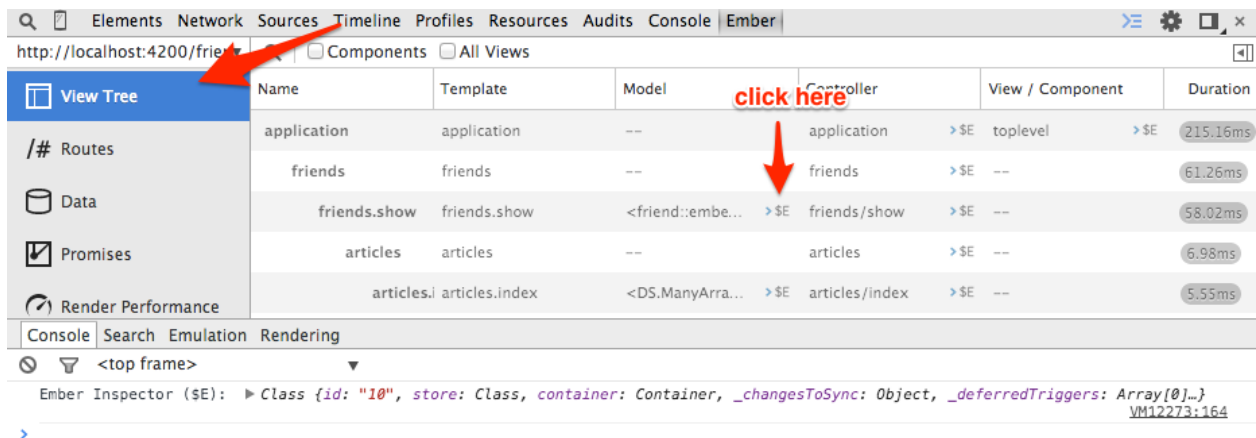 Elements Network Sources Timeline Profiles Resources Audits Console Ember
http://localhost:4200/frie Components All Views
View Tree
/# Routes
Data
Promises
Render Performance
Name Template Model Controller View / Component Duration
click here
application application -- application >$E toplevel >$E 215.16ms
friends friends -- friends >$E -- 61.26ms
friends.show friends.show <friend::embe... >$E friends/show >$E -- 58.02ms
articles articles -- articles >$E -- 6.98ms
articles.i articles.index <DS.ManyArra... >$E articles/index >$E -- 5.55ms
Console Search Emulation Rendering
<top frame>
Ember Inspector ($E): ▶ Class {id: "10", store: Class, container: Container, _changesToSync: Object, _deferredTriggers: Array[0]…}
VM12273:164
>